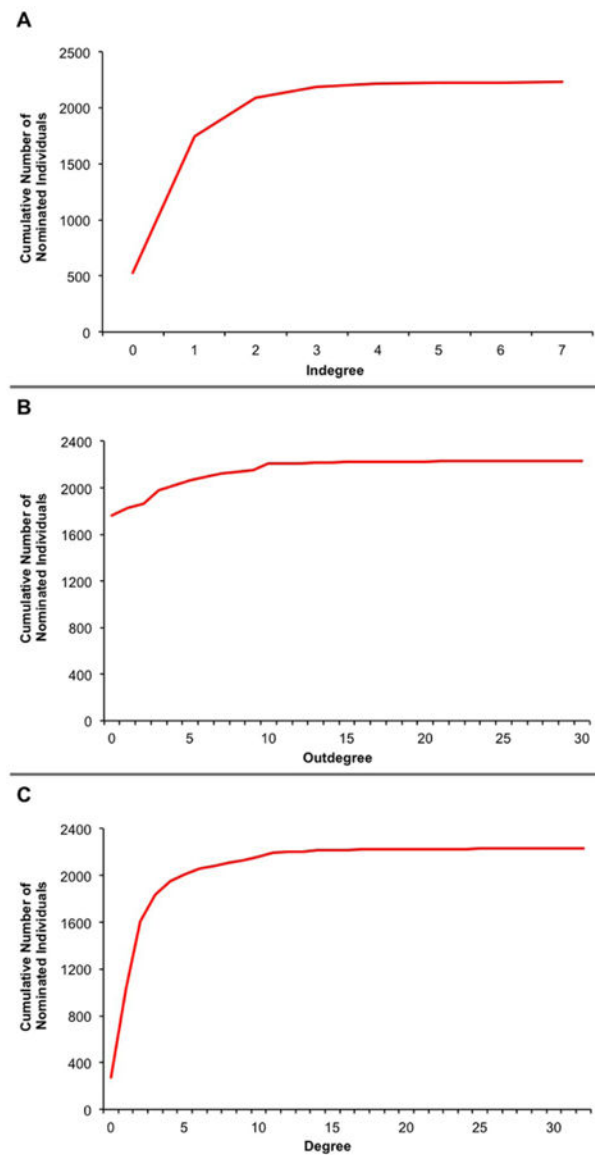 A
2500
2000
1500
1000
500
0
Cumulative Number of
Nominated Individuals
0 1 2 3 4 5 6 7
Indegree
B
2400
2000
1600
1200
800
400
0
Cumulative Number of
Nominated Individuals
0 5 10 15 20 25 30
Outdegree
C
2400
2000
1600
1200
800
400
0
Cumulative Number of
Nominated Individuals
0 5 10 15 20 25 30
Degree